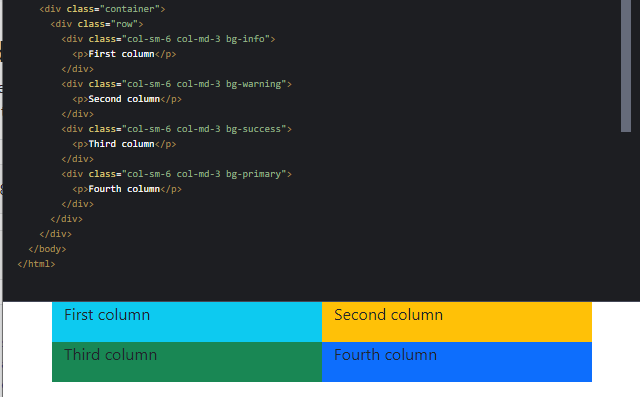 <div class="container">
<div class="row">
<div class="col-sm-6 col-md-3 bg-info">
<p>First column</p>
</div>
<div class="col-sm-6 col-md-3 bg-warning">
<p>Second column</p>
</div>
<div class="col-sm-6 col-md-3 bg-success">
<p>Third column</p>
</div>
<div class="col-sm-6 col-md-3 bg-primary">
<p>Fourth column</p>
</div>
</div>
</div>
</body>
</html>
First column Second column
Third column Fourth column